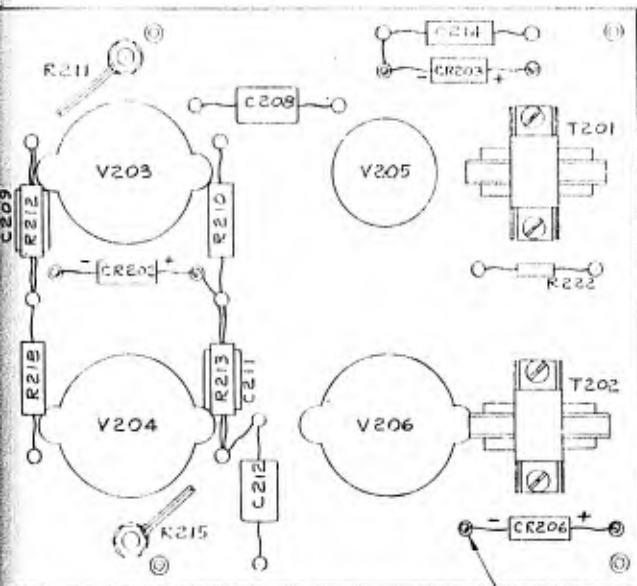 R211
C208
- CR203 +
T201
V203
V205
C209
R212
R210
- CR202 +
R222
R218
R213
C211
T202
V204
V206
C212
R215
- CR206 +